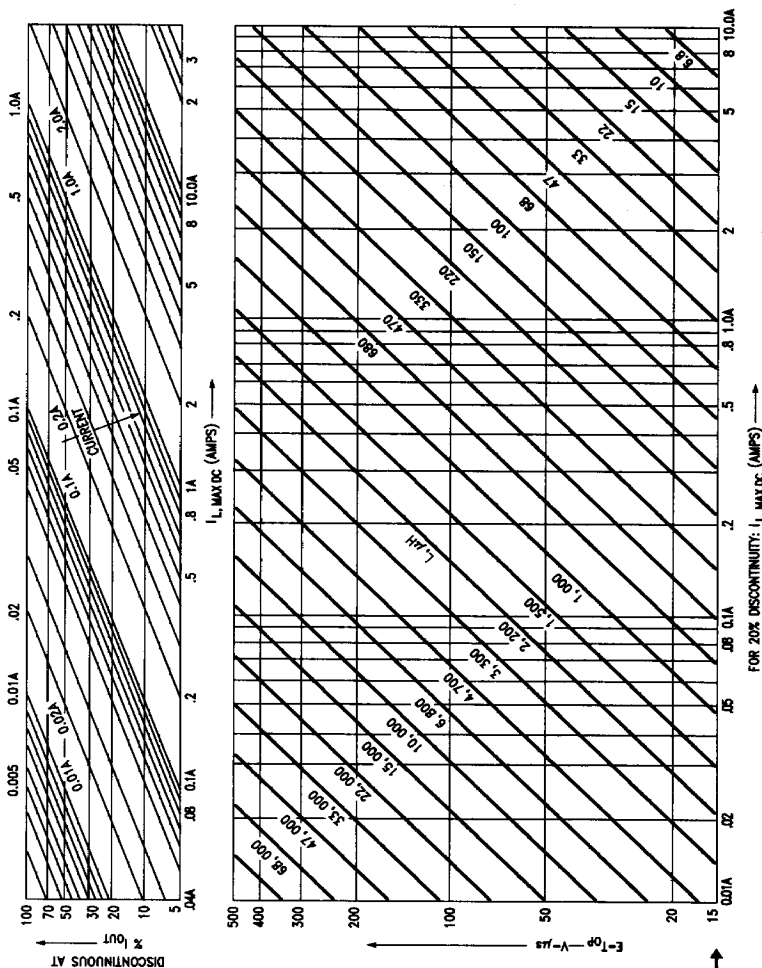 DISCONTINUOUS AT
% IOUT
100
70
50
30
20
10
5
0.005
0.01A
.02
.05
0.1A
.2
.5
1.0A
0.01A
0.02A
0.1A
0.2A
CURRENT
1.0A
2.0A
.04A
.08
0.1A
.2
.5
.8
1A
2
5
8
10.0A
2
3
I L, MAX DC (AMPS)
E-Top — V-µs
500
400
300
200
100
50
20
15
68,000
47,000
33,000
22,000
15,000
10,000
6,800
4,700
3,300
2,200
1,500
1,000
L, µH
680
470
330
220
150
100
68
47
33
22
15
10
6.8
0.01A
.02
.05
.08
0.1A
.2
.5
.8
1.0A
2
5
8
10.0A
FOR 20% DISCONTINUITY: I L, MAX DC (AMPS)